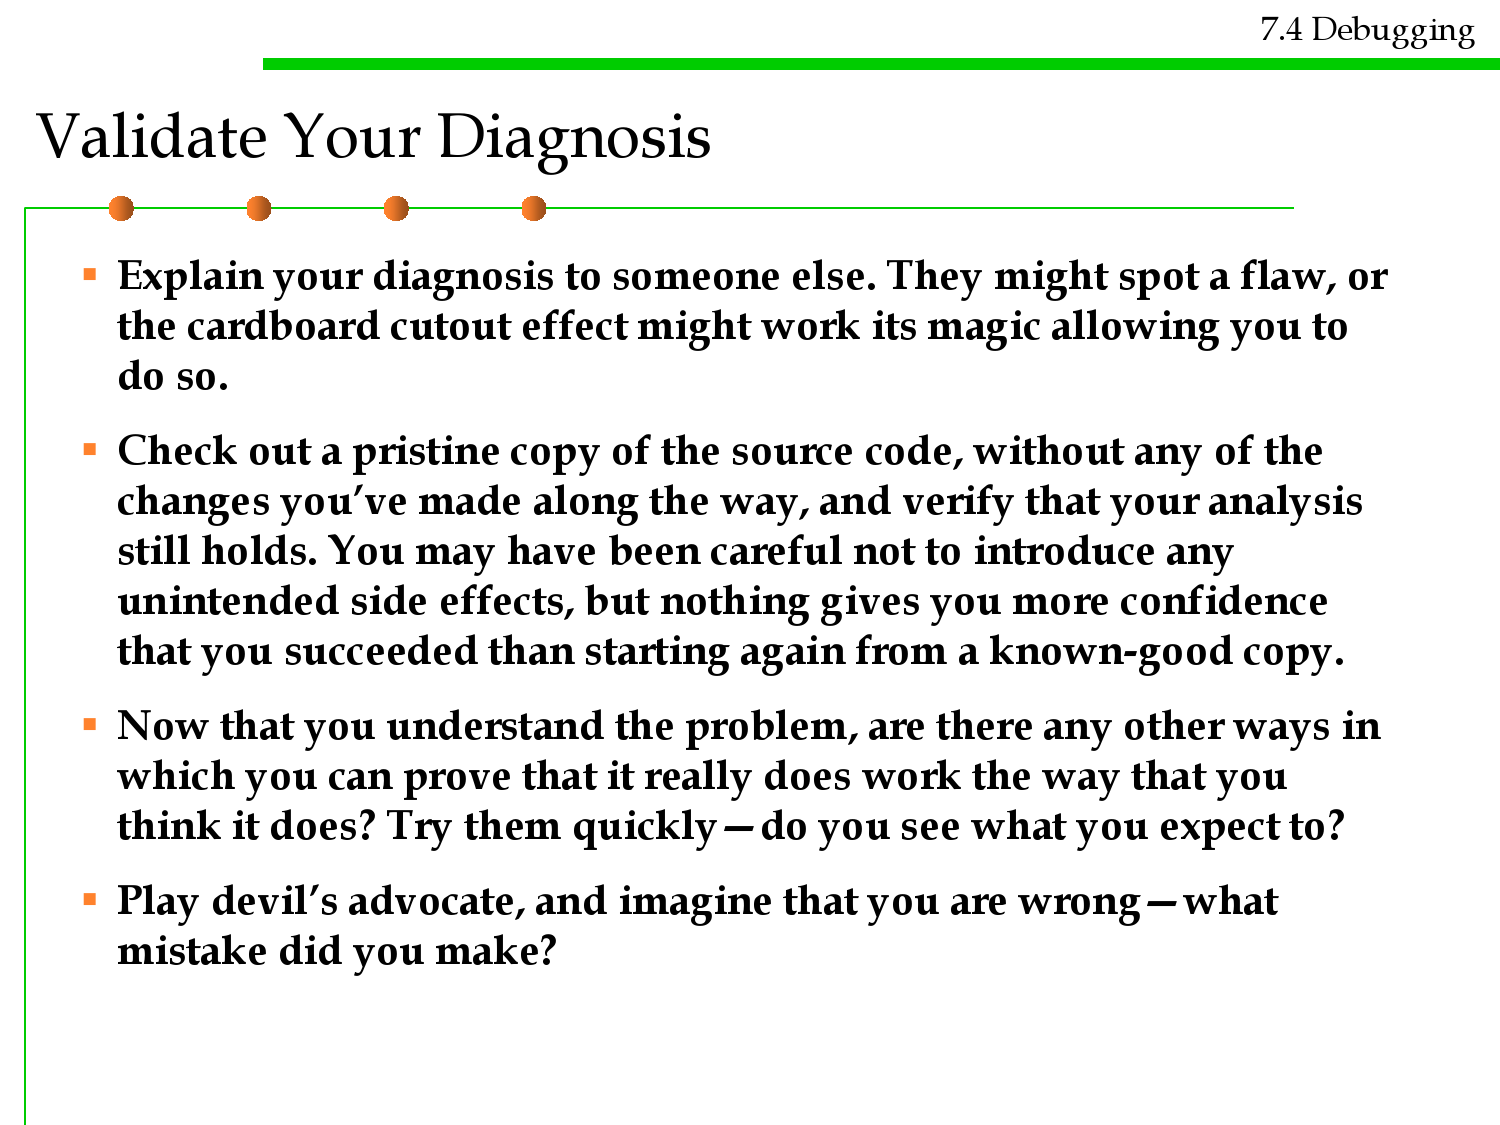 7.4 Debugging
Validate Your Diagnosis
▪ Explain your diagnosis to someone else. They might spot a flaw, or
the cardboard cutout effect might work its magic allowing you to
do so.
▪ Check out a pristine copy of the source code, without any of the
changes you’ve made along the way, and verify that your analysis
still holds. You may have been careful not to introduce any
unintended side effects, but nothing gives you more confidence
that you succeeded than starting again from a known-good copy.
▪ Now that you understand the problem, are there any other ways in
which you can prove that it really does work the way that you
think it does? Try them quickly—do you see what you expect to?
▪ Play devil’s advocate, and imagine that you are wrong—what
mistake did you make?